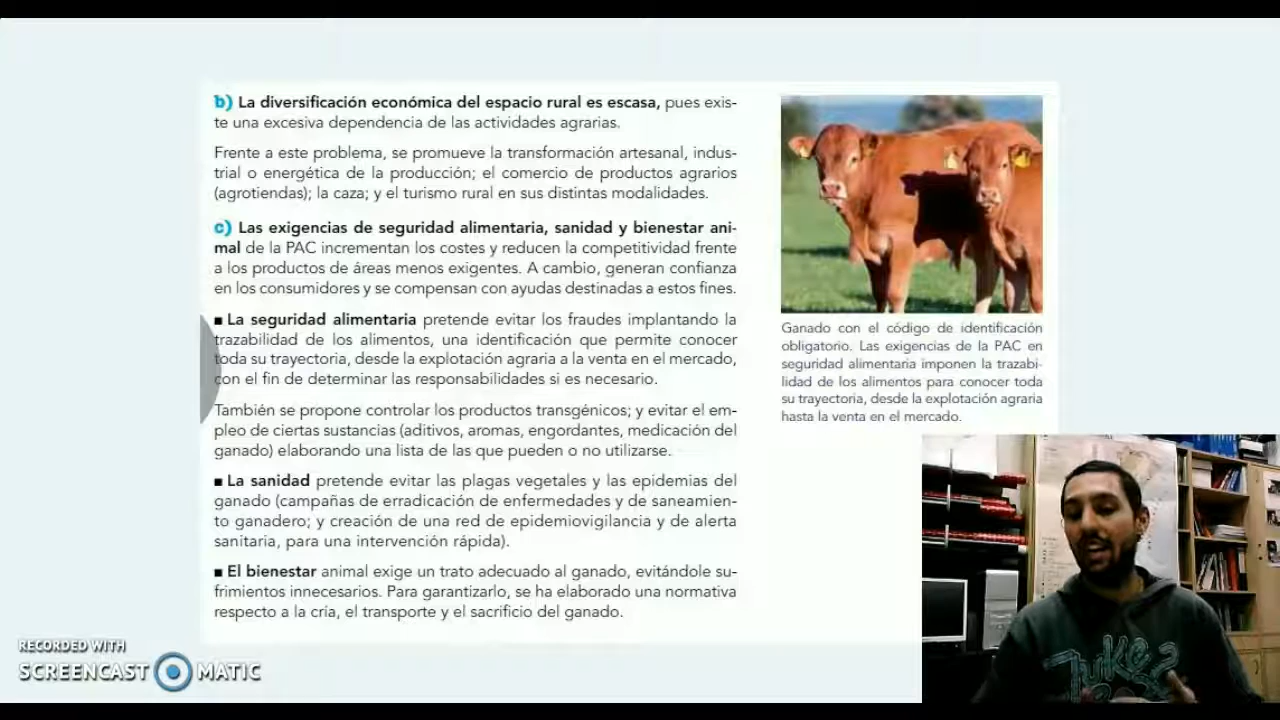 b) La diversificación económica del espacio rural es escasa, pues exis-
te una excesiva dependencia de las actividades agrarias.
Frente a este problema, se promueve la transformación artesanal, indus-
trial o energética de la producción; el comercio de productos agrarios
(agrotiendas); la caza; y el turismo rural en sus distintas modalidades.
c) Las exigencias de seguridad alimentaria, sanidad y bienestar ani-
mal de la PAC incrementan los costes y reducen la competitividad frente
a los productos de áreas menos exigentes. A cambio, generan confianza
en los consumidores y se compensan con ayudas destinadas a estos fines.
■ La seguridad alimentaria pretende evitar los fraudes implantando la
trazabilidad de los alimentos, una identificación que permite conocer
toda su trayectoria, desde la explotación agraria a la venta en el mercado,
con el fin de determinar las responsabilidades si es necesario.
También se propone controlar los productos transgénicos; y evitar el em-
pleo de ciertas sustancias (aditivos, aromas, engordantes, medicación del
ganado) elaborando una lista de las que pueden o no utilizarse.
■ La sanidad pretende evitar las plagas vegetales y las epidemias del
ganado (campañas de erradicación de enfermedades y de saneamien-
to ganadero; y creación de una red de epidemiovigilancia y de alerta
sanitaria, para una intervención rápida).
■ El bienestar animal exige un trato adecuado al ganado, evitándole su-
frimientos innecesarios. Para garantizarlo, se ha elaborado una normativa
respecto a la cría, el transporte y el sacrificio del ganado.
Ganado con el código de identificación
obligatorio. Las exigencias de la PAC en
seguridad alimentaria imponen la trazabi-
lidad de los alimentos para conocer toda
su trayectoria, desde la explotación agraria
hasta la venta en el mercado.
RECORDED WITH
SCREENCAST MATIC